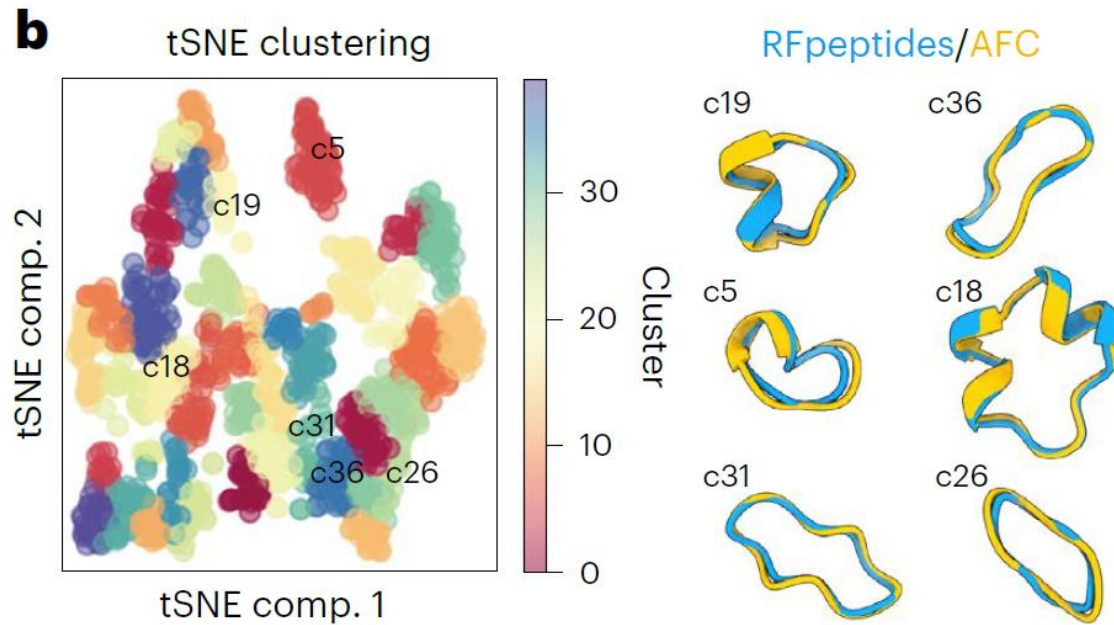 b
tSNE clustering
RFpeptides/AFC
tSNE comp. 2
c5
c19
c18
c31
c36
c26
tSNE comp. 1
30
20
10
0
Cluster
c19
c36
c5
c18
c31
c26